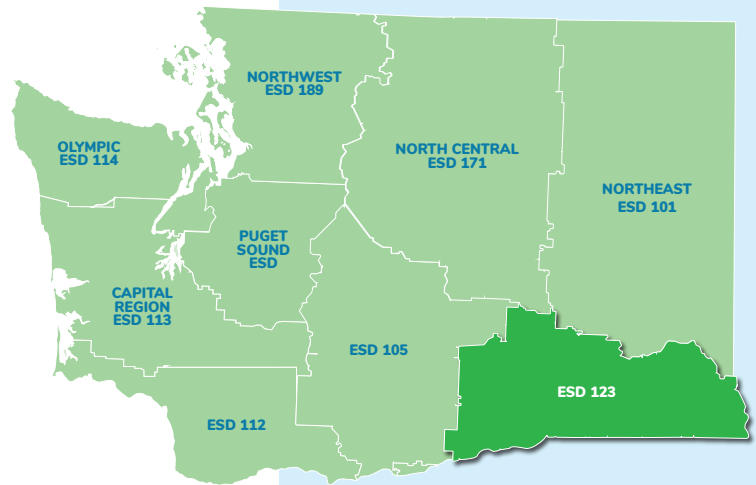 NORTHWEST
ESD 189
OLYMPIC
ESD 114
NORTH CENTRAL
ESD 171
NORTHEAST
ESD 101
PUGET
SOUND
ESD
CAPITAL
REGION
ESD 113
ESD 105
ESD 123
ESD 112